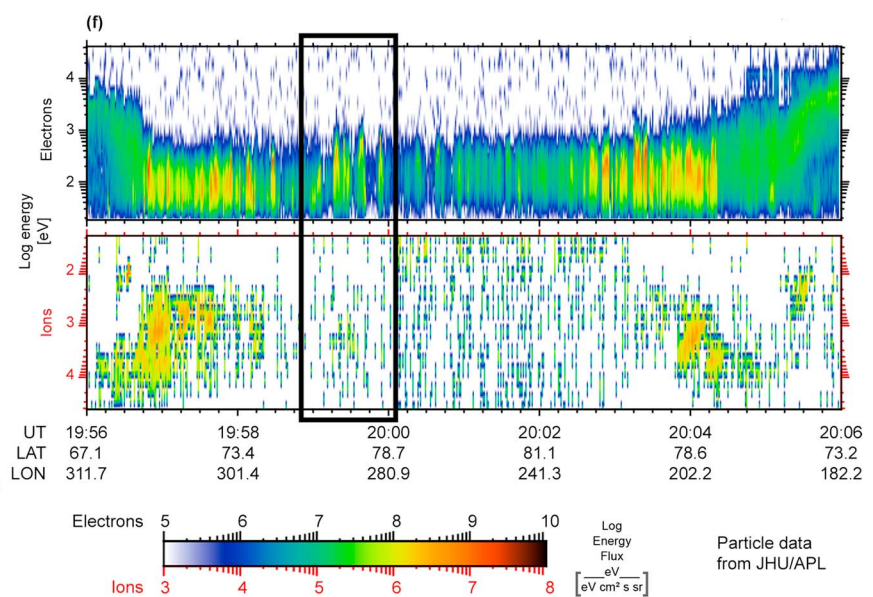 (f)
Electrons
4
3
2
Log energy
[eV]
Ions
2
3
4
UT 19:56 19:58 20:00 20:02 20:04 20:06
LAT 67.1 73.4 78.7 81.1 78.6 73.2
LON 311.7 301.4 280.9 241.3 202.2 182.2
Electrons 5 6 7 8 9 10
Ions 3 4 5 6 7 8
Log
Energy
Flux
[ eV ]
eV cm² s sr
Particle data
from JHU/APL